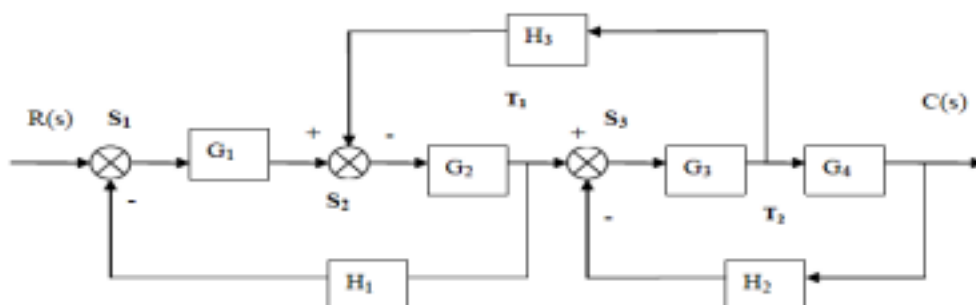 H₃
R(s)
S₁
T₁
S₃
C(s)
+
-
+
G₁
G₂
G₃
G₄
-
S₂
-
T₂
H₁
H₂